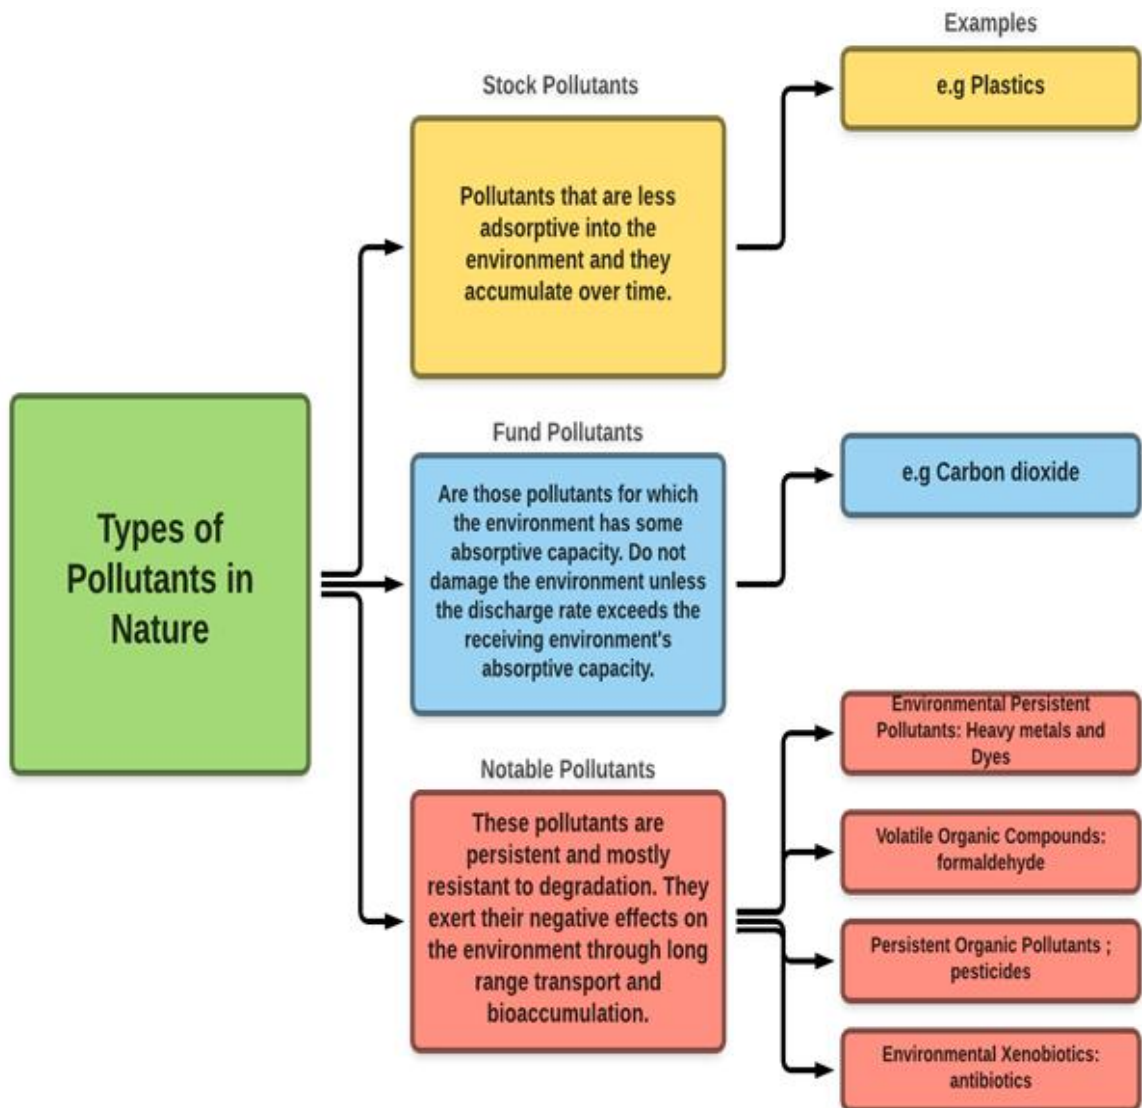 Examples
e.g Plastics
Stock Pollutants
Pollutants that are less
adsorptive into the
environment and they
accumulate over time.
Types of
Pollutants in
Nature
Fund Pollutants
Are those pollutants for which
the environment has some
absorptive capacity. Do not
damage the environment unless
the discharge rate exceeds the
receiving environment's
absorptive capacity.
e.g Carbon dioxide
Notable Pollutants
These pollutants are
persistent and mostly
resistant to degradation. They
exert their negative effects on
the environment through long
range transport and
bioaccumulation.
Environmental Persistent
Pollutants: Heavy metals and
Dyes
Volatile Organic Compounds:
formaldehyde
Persistent Organic Pollutants ;
pesticides
Environmental Xenobiotics:
antibiotics